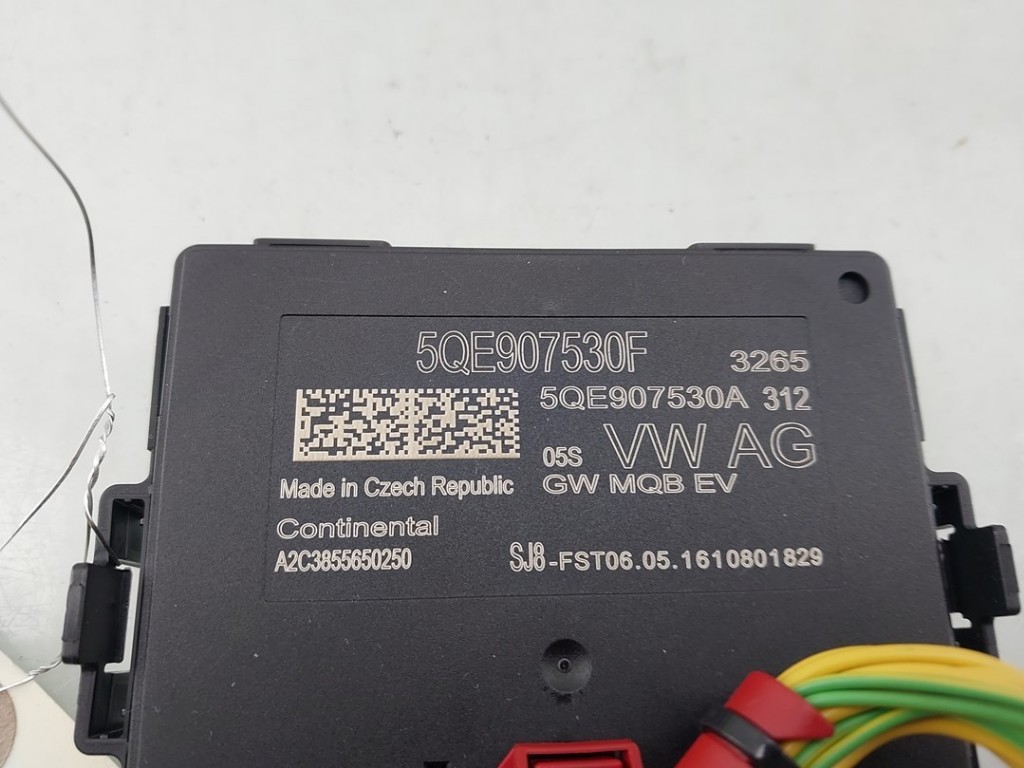 5QE907530F 3265
5QE907530A 312
05S VW AG
GW MQB EV
Made in Czech Republic
Continental
A2C3855650250 SJ8-FST06.05.1610801829